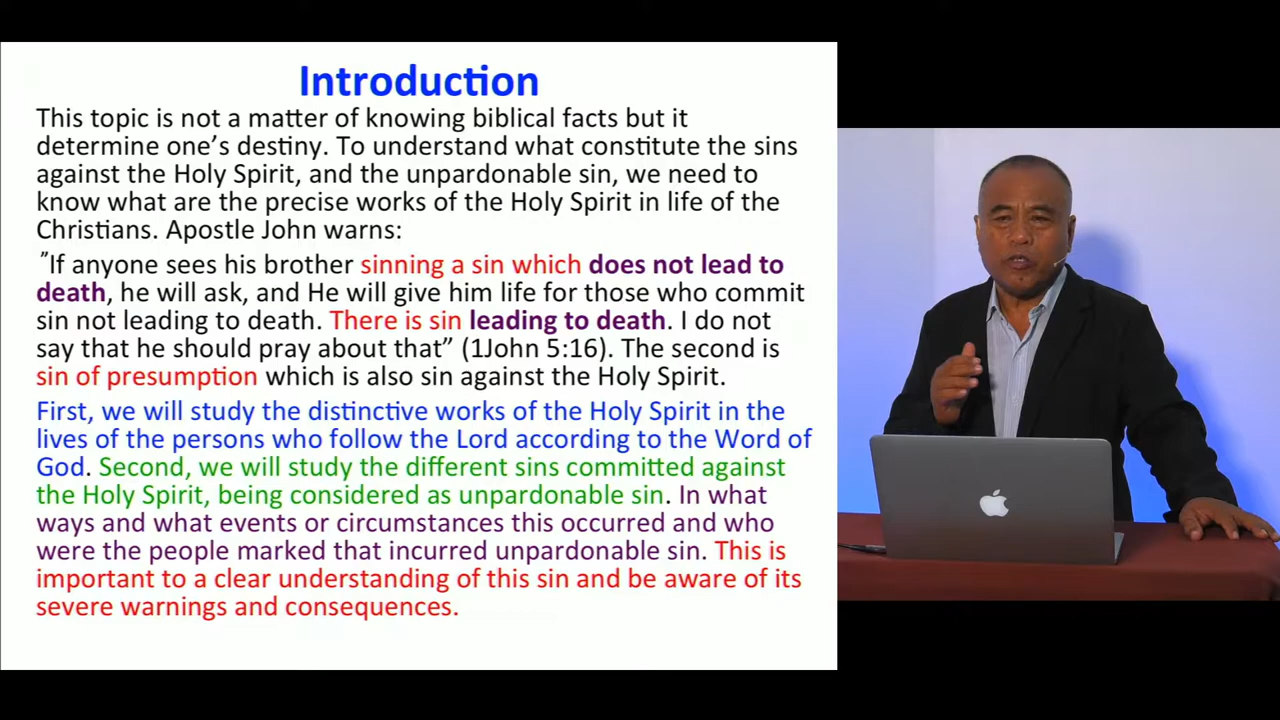 Introduction
This topic is not a matter of knowing biblical facts but it
determine one’s destiny. To understand what constitute the sins
against the Holy Spirit, and the unpardonable sin, we need to
know what are the precise works of the Holy Spirit in life of the
Christians. Apostle John warns:
”If anyone sees his brother sinning a sin which does not lead to
death, he will ask, and He will give him life for those who commit
sin not leading to death. There is sin leading to death. I do not
say that he should pray about that” (1John 5:16). The second is
sin of presumption which is also sin against the Holy Spirit.
First, we will study the distinctive works of the Holy Spirit in the
lives of the persons who follow the Lord according to the Word of
God. Second, we will study the different sins committed against
the Holy Spirit, being considered as unpardonable sin. In what
ways and what events or circumstances this occurred and who
were the people marked that incurred unpardonable sin. This is
important to a clear understanding of this sin and be aware of its
severe warnings and consequences.